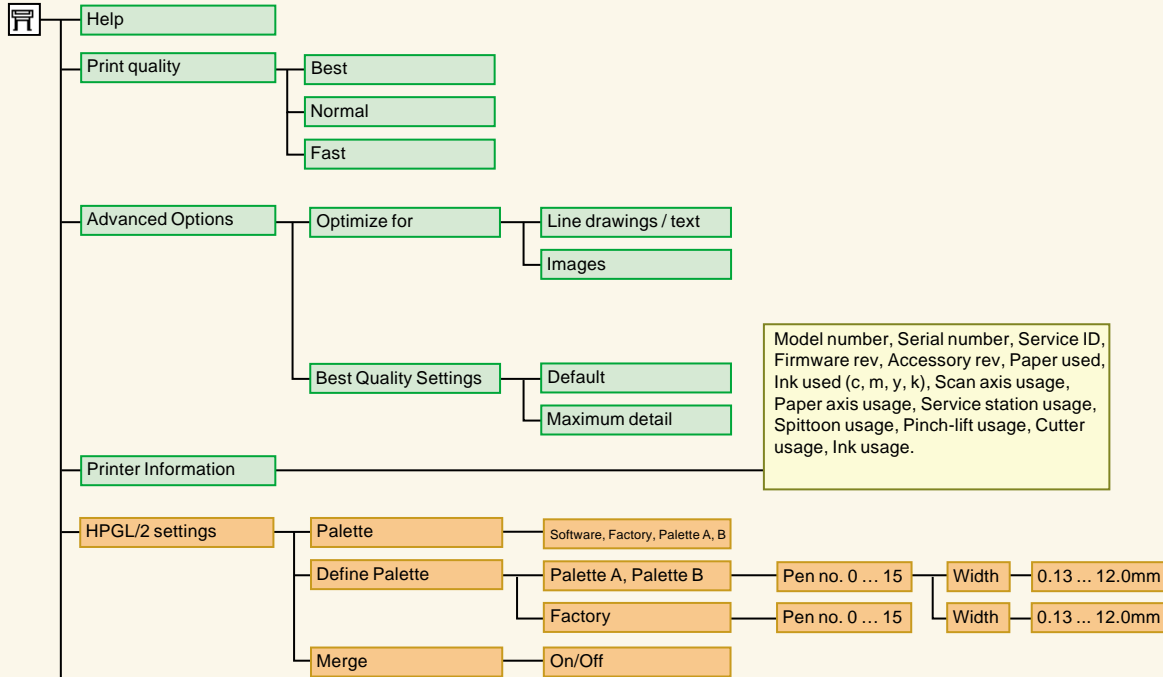 Help
Print quality
Best
Normal
Fast
Advanced Options
Optimize for
Line drawings / text
Images
Best Quality Settings
Default
Maximum detail
Printer Information
Model number, Serial number, Service ID,
Firmware rev, Accessory rev, Paper used,
Ink used (c, m, y, k), Scan axis usage,
Paper axis usage, Service station usage,
Spittoon usage, Pinch-lift usage, Cutter
usage, Ink usage.
HPGL/2 settings
Palette
Software, Factory, Palette A, B
Define Palette
Palette A, Palette B
Pen no. 0 ... 15
Width
0.13 ... 12.0mm
Factory
Pen no. 0 ... 15
Width
0.13 ... 12.0mm
Merge
On/Off